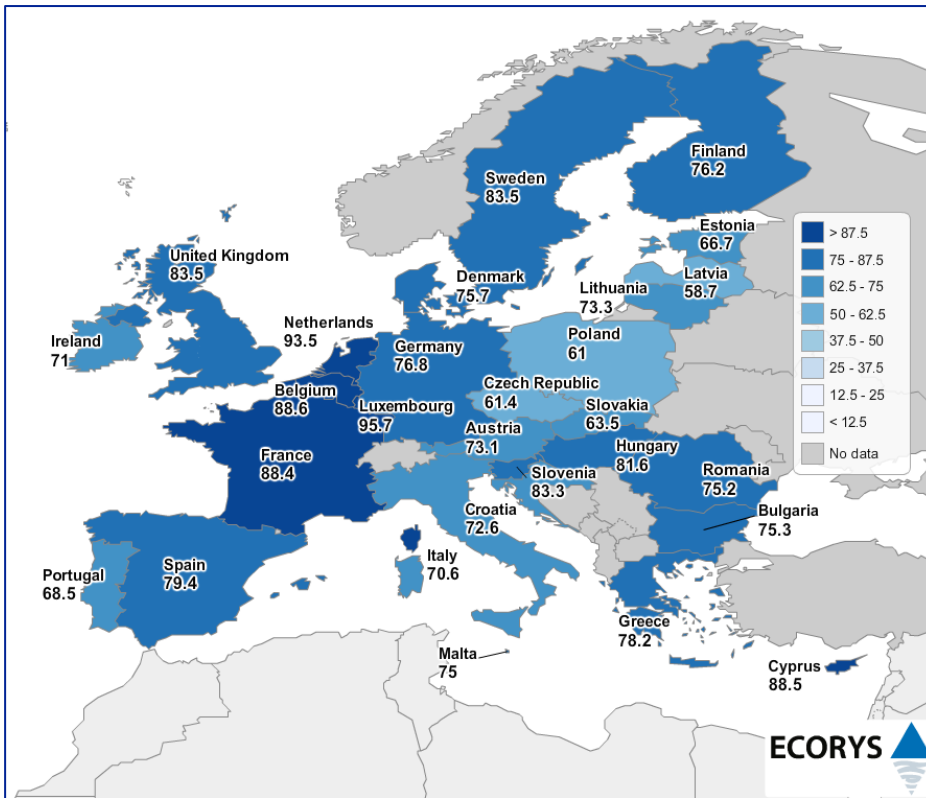 Finland
76.2
Sweden
83.5
Estonia
66.7
> 87.5
75 - 87.5
62.5 - 75
50 - 62.5
37.5 - 50
25 - 37.5
12.5 - 25
< 12.5
No data
United Kingdom
83.5
Denmark
75.7
Latvia
58.7
Lithuania
73.3
Ireland
71
Netherlands
93.5
Germany
76.8
Poland
61
Belgium
88.6
Czech Republic
61.4
Luxembourg
95.7
Slovakia
63.5
Austria
73.1
France
88.4
Hungary
81.6
Slovenia
83.3
Romania
75.2
Croatia
72.6
Bulgaria
75.3
Italy
70.6
Spain
79.4
Portugal
68.5
Greece
78.2
Malta
75
Cyprus
88.5
ECORYS